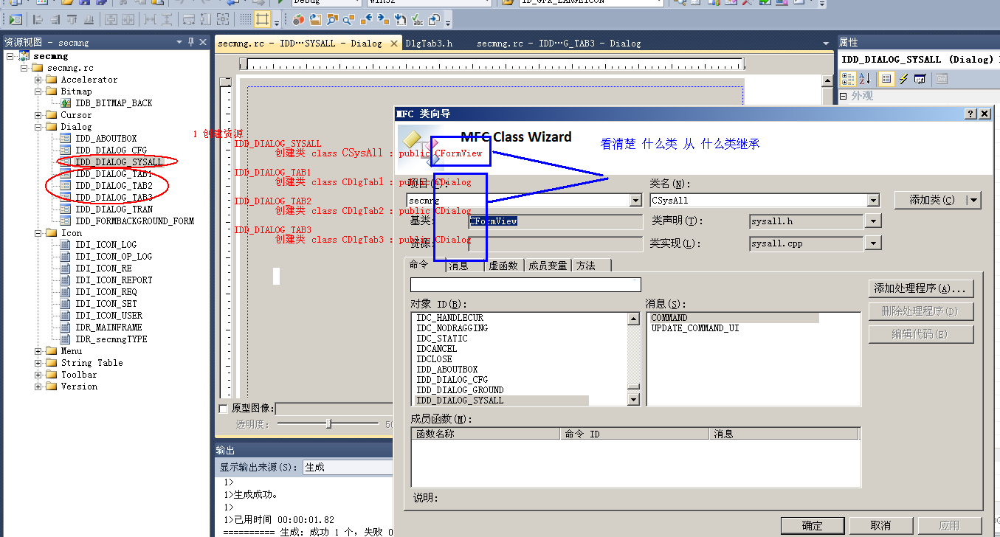 Debug
Win32
ID_GFX_LARGEICON
资源视图 - secmng
secmng
secmng.rc
Accelerator
Bitmap
IDB_BITMAP_BACK
Cursor
Dialog
IDD_ABOUTBOX
IDD_DIALOG_CFG
IDD_DIALOG_SYSALL
IDD_DIALOG_TAB1
IDD_DIALOG_TAB2
IDD_DIALOG_TAB3
IDD_DIALOG_TRAN
IDD_FORMBACKGROUND_FORM
Icon
IDI_ICON_LOG
IDI_ICON_OP_LOG
IDI_ICON_RE
IDI_ICON_REPORT
IDI_ICON_REQ
IDI_ICON_SET
IDI_ICON_USER
IDR_MAINFRAME
IDR_secmngTYPE
Menu
String Table
Toolbar
Version
secmng.rc - IDD…SYSALL - Dialog
DlgTab3.h
secmng.rc - IDD…G_TAB3 - Dialog
1 创建资源
IDD_DIALOG_SYSALL
创建类 class CSysAll : public CFormView
IDD_DIALOG_TAB1
创建类 class CDlgTab1 : public CDialog
IDD_DIALOG_TAB2
创建类 class CDlgTab2 : public CDialog
IDD_DIALOG_TAB3
创建类 class CDlgTab3 : public CDialog
原型图像:
透明度:
50
输出
显示输出来源(S):
生成
1>
1>生成成功。
1>
1>已用时间 00:00:01.82
========== 生成: 成功 1 个，失败 0
属性
IDD_DIALOG_SYSALL (Dialog)
外观
MFC 类向导
MFC Class Wizard
看清楚 什么类 从 什么类继承
项目(C):
类名(N):
secmng
CSysAll
添加类(C)
基类:
CFormView
类声明(T):
sysall.h
资源:
类实现(L):
sysall.cpp
命令
消息
虚函数
成员变量
方法
对象 ID(B):
消息(S):
IDC_HANDLECUR
IDC_NODRAGGING
IDC_STATIC
IDCANCEL
IDCLOSE
IDD_ABOUTBOX
IDD_DIALOG_CFG
IDD_DIALOG_GROUND
IDD_DIALOG_SYSALL
COMMAND
UPDATE_COMMAND_UI
添加处理程序(A)...
删除处理程序(D)
编辑代码(E)
成员函数(M):
函数名称
命令 ID
消息
说明:
确定
取消
应用